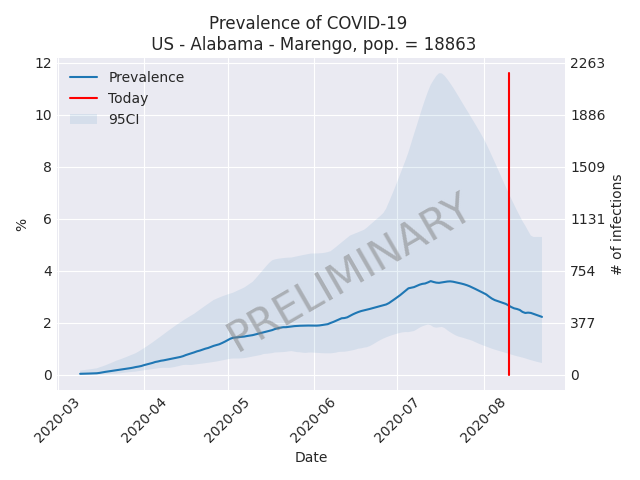 Prevalence of COVID-19
US - Alabama - Marengo, pop. = 18863
Prevalence
Today
95CI
PRELIMINARY
%
12
10
8
6
4
2
0
# of infections
2263
1886
1509
1131
754
377
0
2020-03
2020-04
2020-05
2020-06
2020-07
2020-08
Date